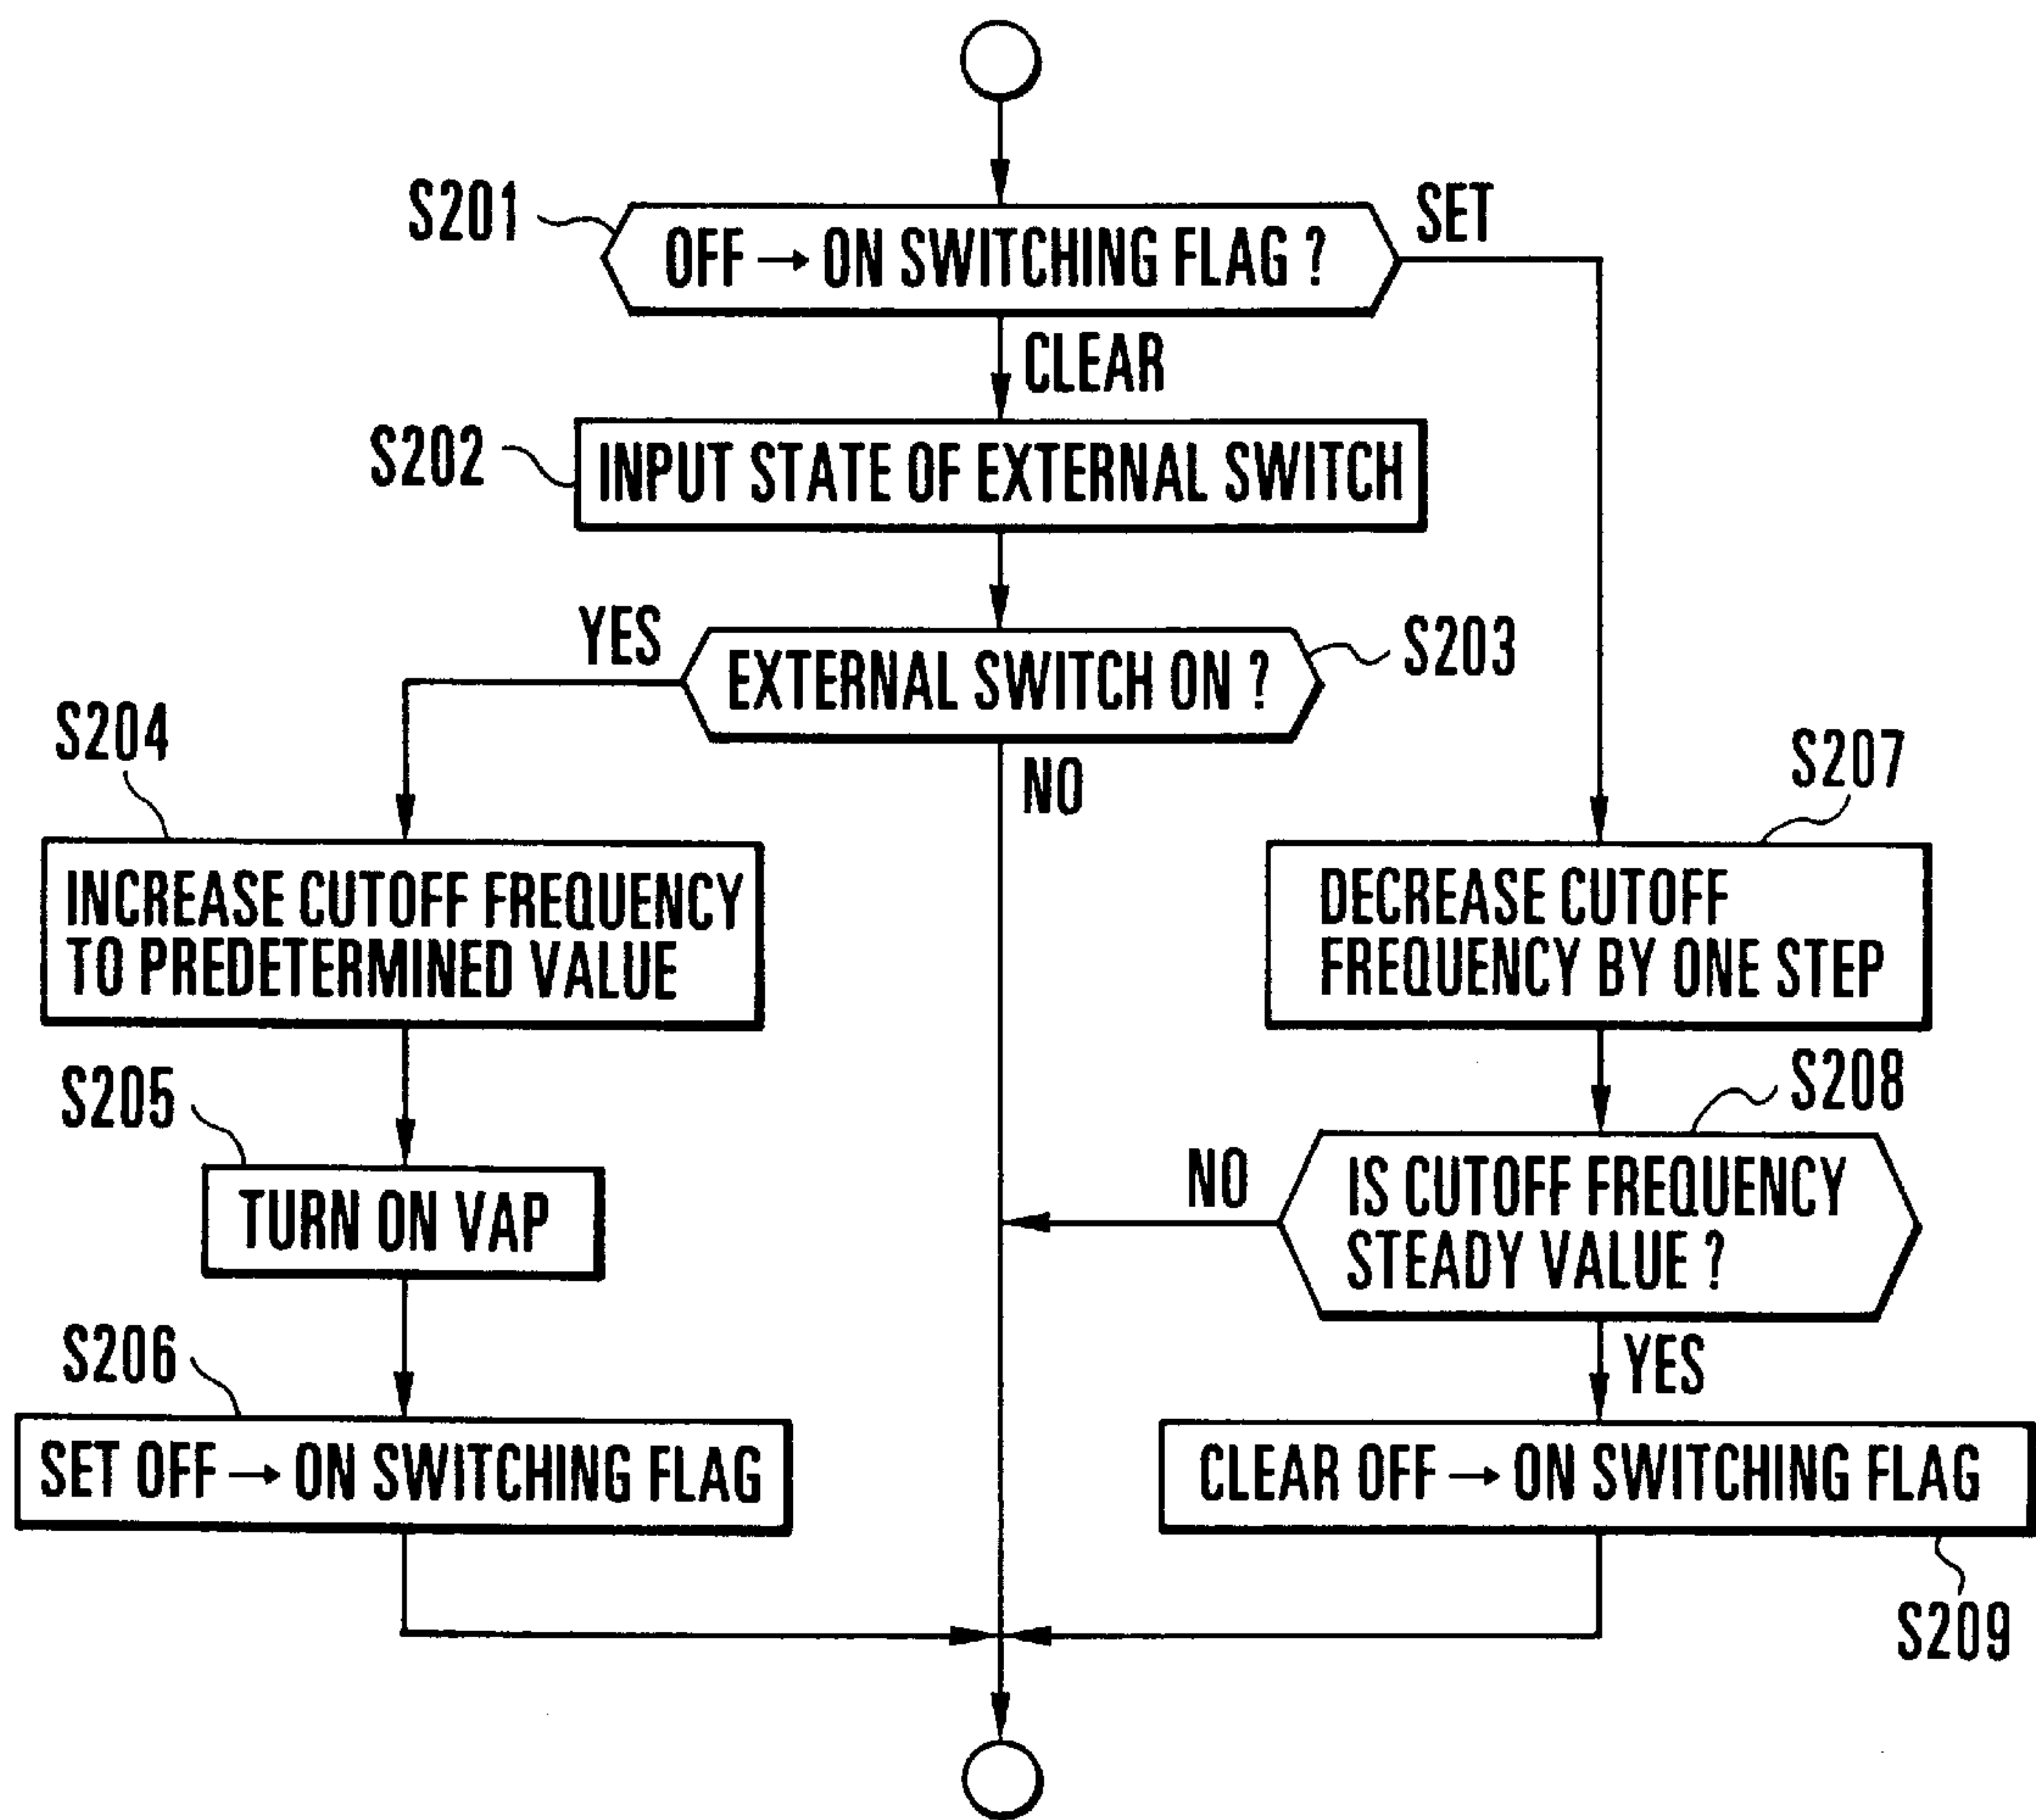 S201
OFF → ON SWITCHING FLAG ?
SET
CLEAR
S202
INPUT STATE OF EXTERNAL SWITCH
YES
EXTERNAL SWITCH ON ?
S203
NO
S204
INCREASE CUTOFF FREQUENCY
TO PREDETERMINED VALUE
S207
DECREASE CUTOFF
FREQUENCY BY ONE STEP
S205
TURN ON VAP
S208
NO
IS CUTOFF FREQUENCY
STEADY VALUE ?
YES
S206
SET OFF → ON SWITCHING FLAG
CLEAR OFF → ON SWITCHING FLAG
S209